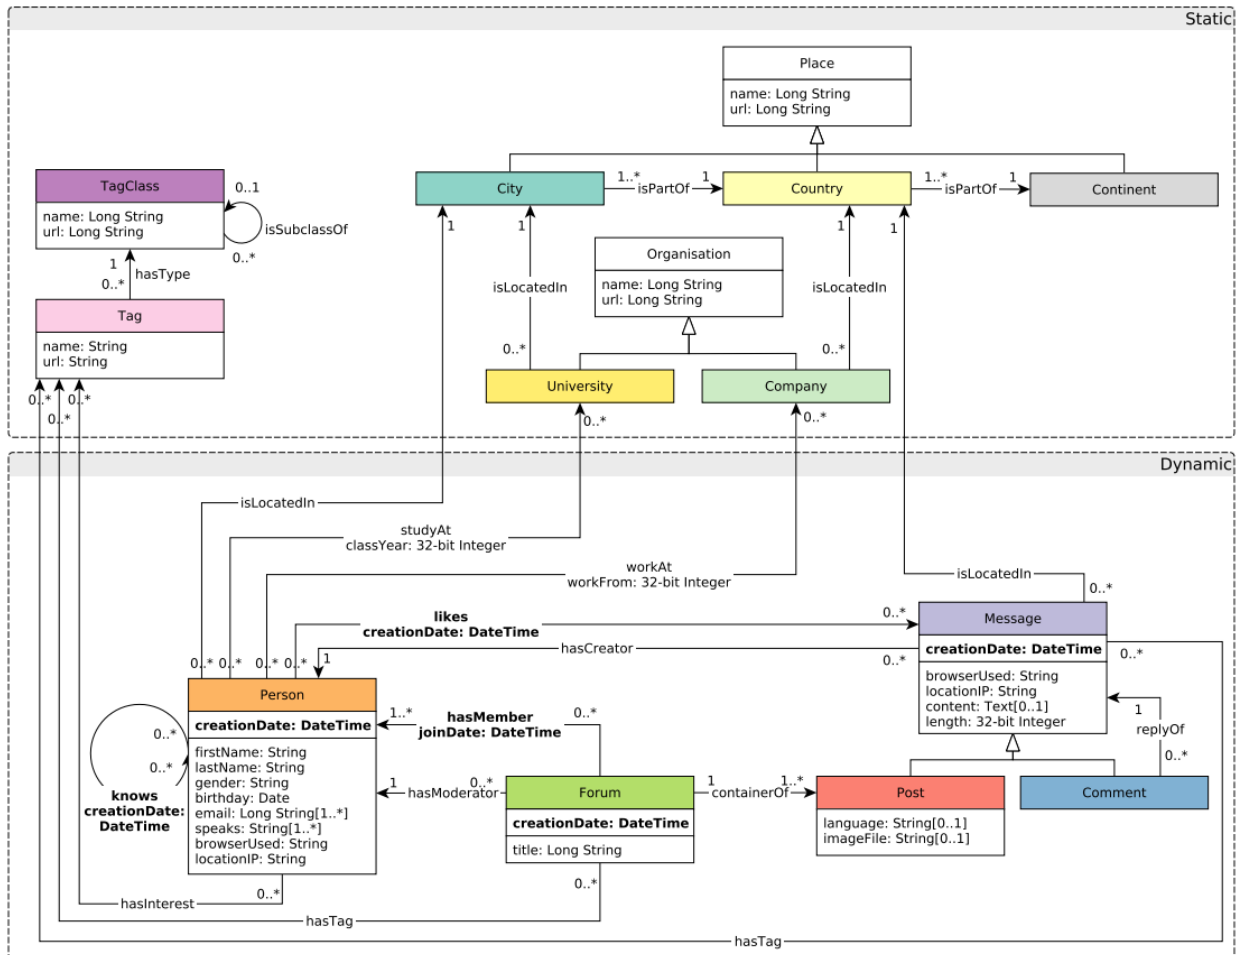 Static
Place
name: Long String
url: Long String
TagClass
name: Long String
url: Long String
0..1
isSubclassOf
0..*
City
1..*
isPartOf
1
Country
1..*
isPartOf
1
Continent
1
1
1
1
Organisation
name: Long String
url: Long String
1
hasType
0..*
isLocatedIn
isLocatedIn
Tag
name: String
url: String
0..*
0..*
University
Company
0..*
0..*
0..*
0..*
0..*
Dynamic
isLocatedIn
studyAt
classYear: 32-bit Integer
workAt
workFrom: 32-bit Integer
isLocatedIn
0..*
likes
creationDate: DateTime
0..*
Message
creationDate: DateTime
browserUsed: String
locationIP: String
content: Text[0..1]
length: 32-bit Integer
hasCreator
0..*
0..*
0..*
0..*
0..*
0..*
1
0..*
Person
creationDate: DateTime
firstName: String
lastName: String
gender: String
birthday: Date
email: Long String[1..*]
speaks: String[1..*]
browserUsed: String
locationIP: String
1..*
hasMember
joinDate: DateTime
0..*
1
replyOf
0..*
0..*
0..*
knows
creationDate:
DateTime
1
hasModerator
0..*
Forum
creationDate: DateTime
title: Long String
1
containerOf
1..*
Post
language: String[0..1]
imageFile: String[0..1]
Comment
0..*
hasInterest
0..*
hasTag
hasTag